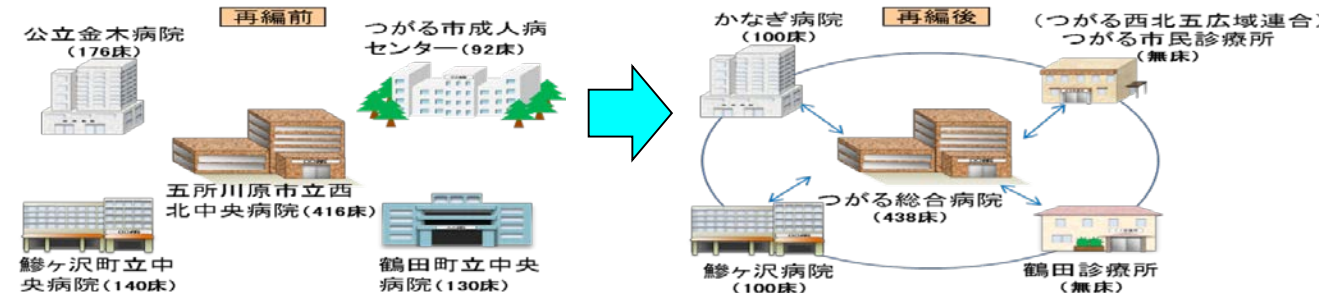 再編前
公立金木病院
(176床)
つがる市成人病
センター(92床)
五所川原市立西
北中央病院(416床)
鰺ヶ沢町立中
央病院(140床)
鶴田町立中央
病院(130床)
再編後
かなぎ病院
(100床)
(つがる西北五広域連合)
つがる市民診療所
(無床)
つがる総合病院
(438床)
鰺ヶ沢病院
(100床)
鶴田診療所
(無床)